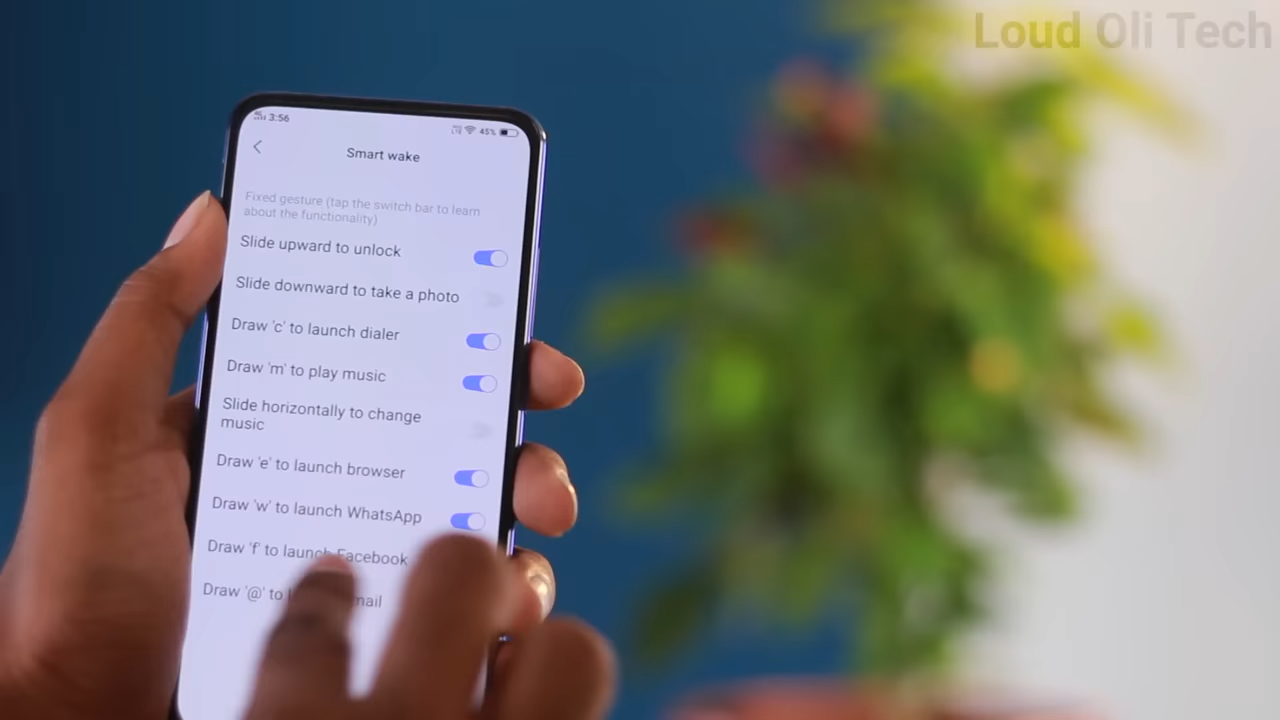 Loud Oli Tech
3:56
45%
Smart wake
Fixed gesture (tap the switch bar to learn
about the functionality)
Slide upward to unlock
Slide downward to take a photo
Draw 'c' to launch dialer
Draw 'm' to play music
Slide horizontally to change
music
Draw 'e' to launch browser
Draw 'w' to launch WhatsApp
Draw 'f' to launch Facebook
Draw '@' to